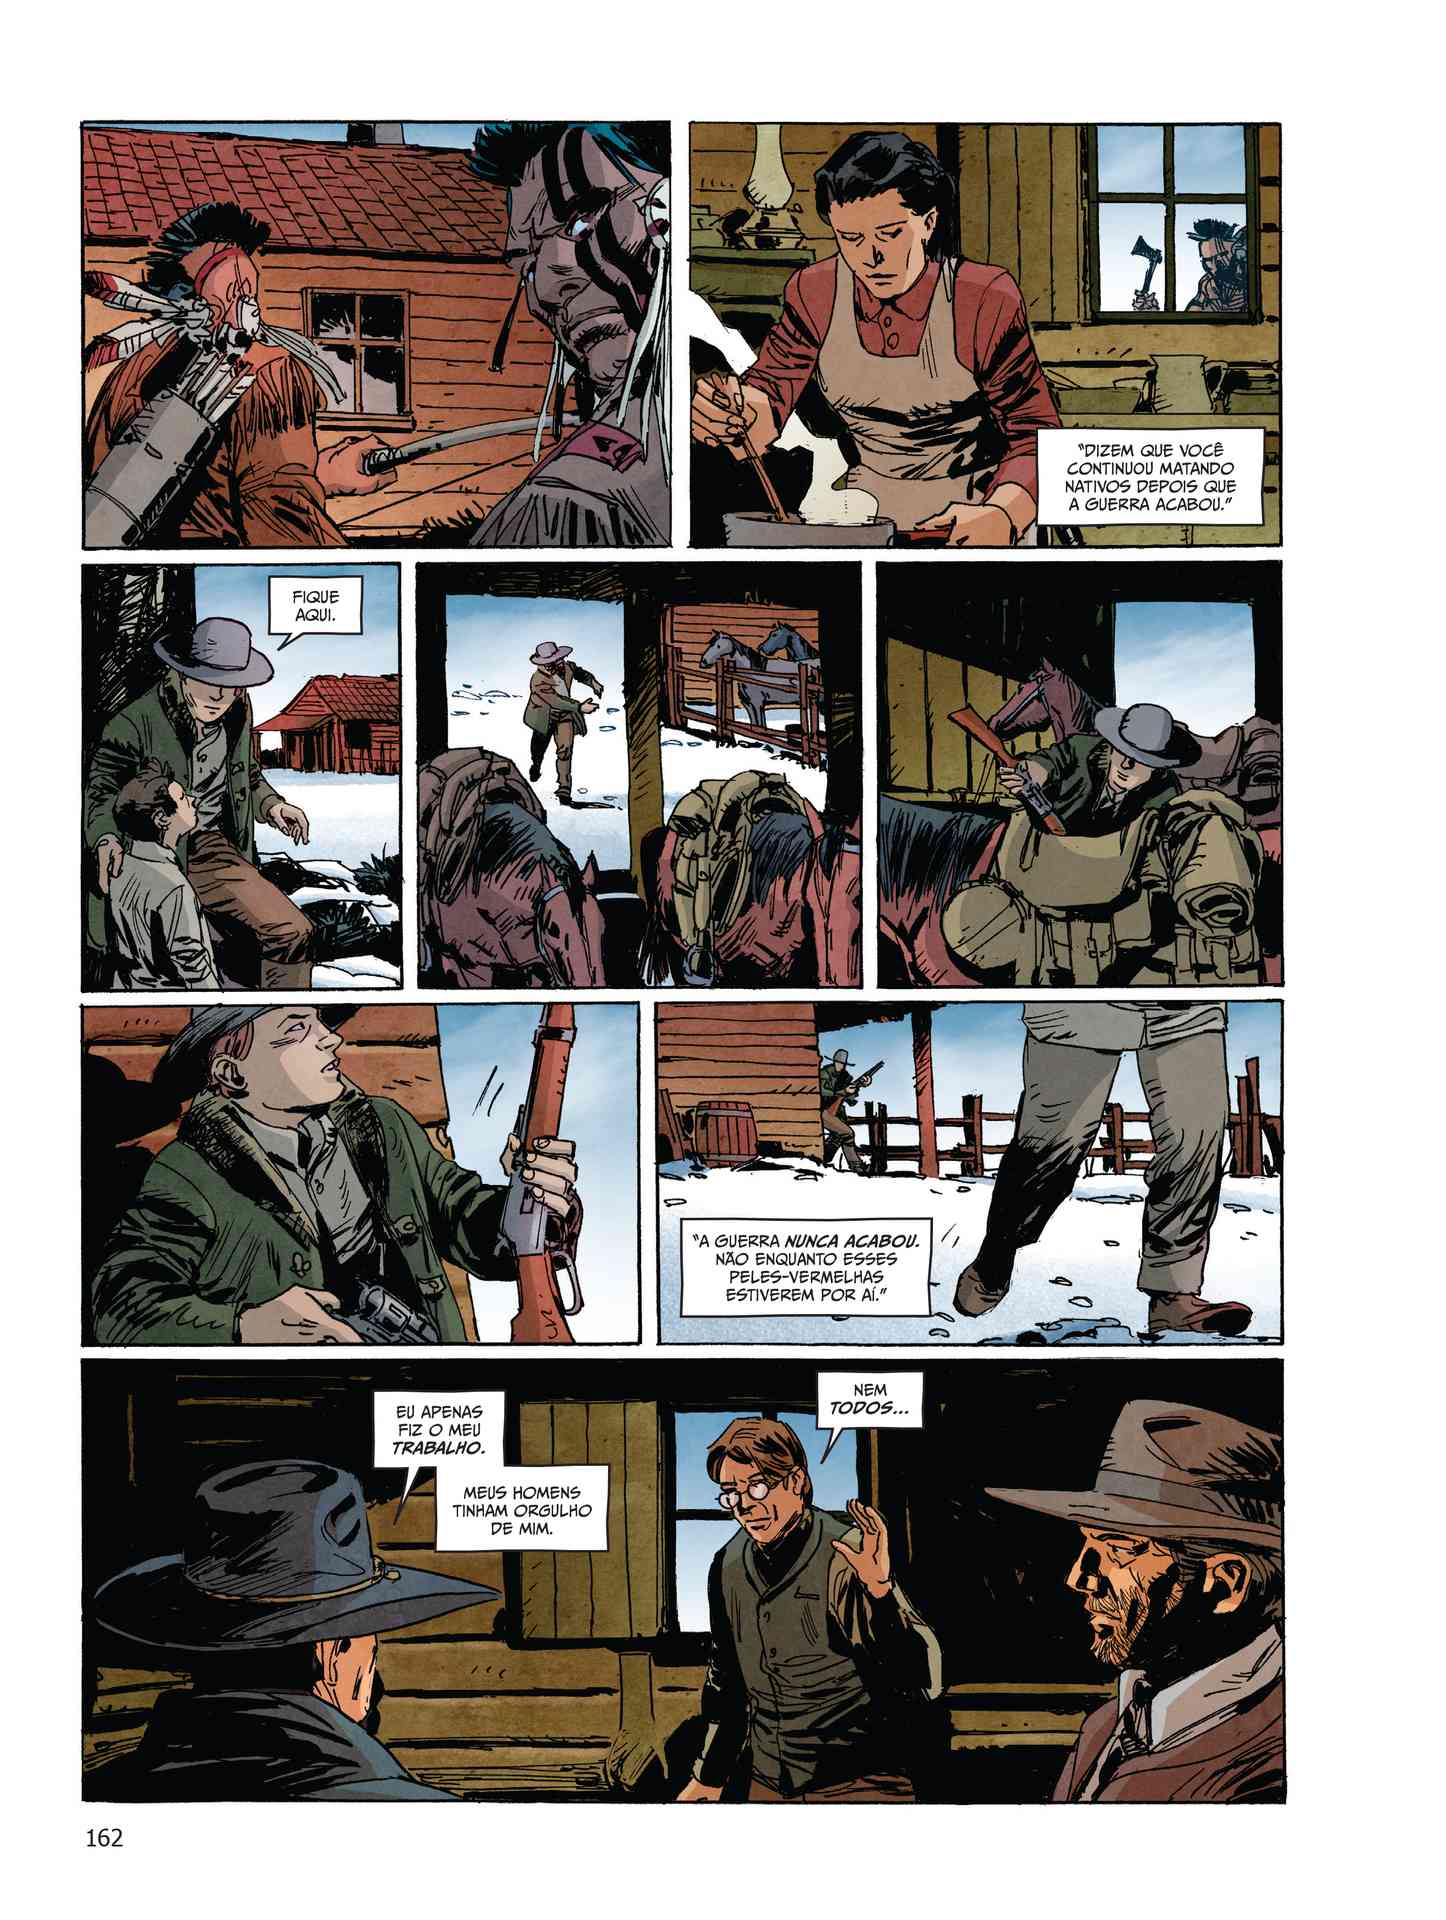 "DIZEM QUE VOCÊ
CONTINUOU MATANDO
NATIVOS DEPOIS QUE
A GUERRA ACABOU."
FIQUE
AQUI.
"A GUERRA NUNCA ACABOU.
NÃO ENQUANTO ESSES
PELES-VERMELHAS
ESTIVEREM POR AÍ."
EU APENAS
FIZ O MEU
TRABALHO.
MEUS HOMENS
TINHAM ORGULHO
DE MIM.
NEM
TODOS...
162